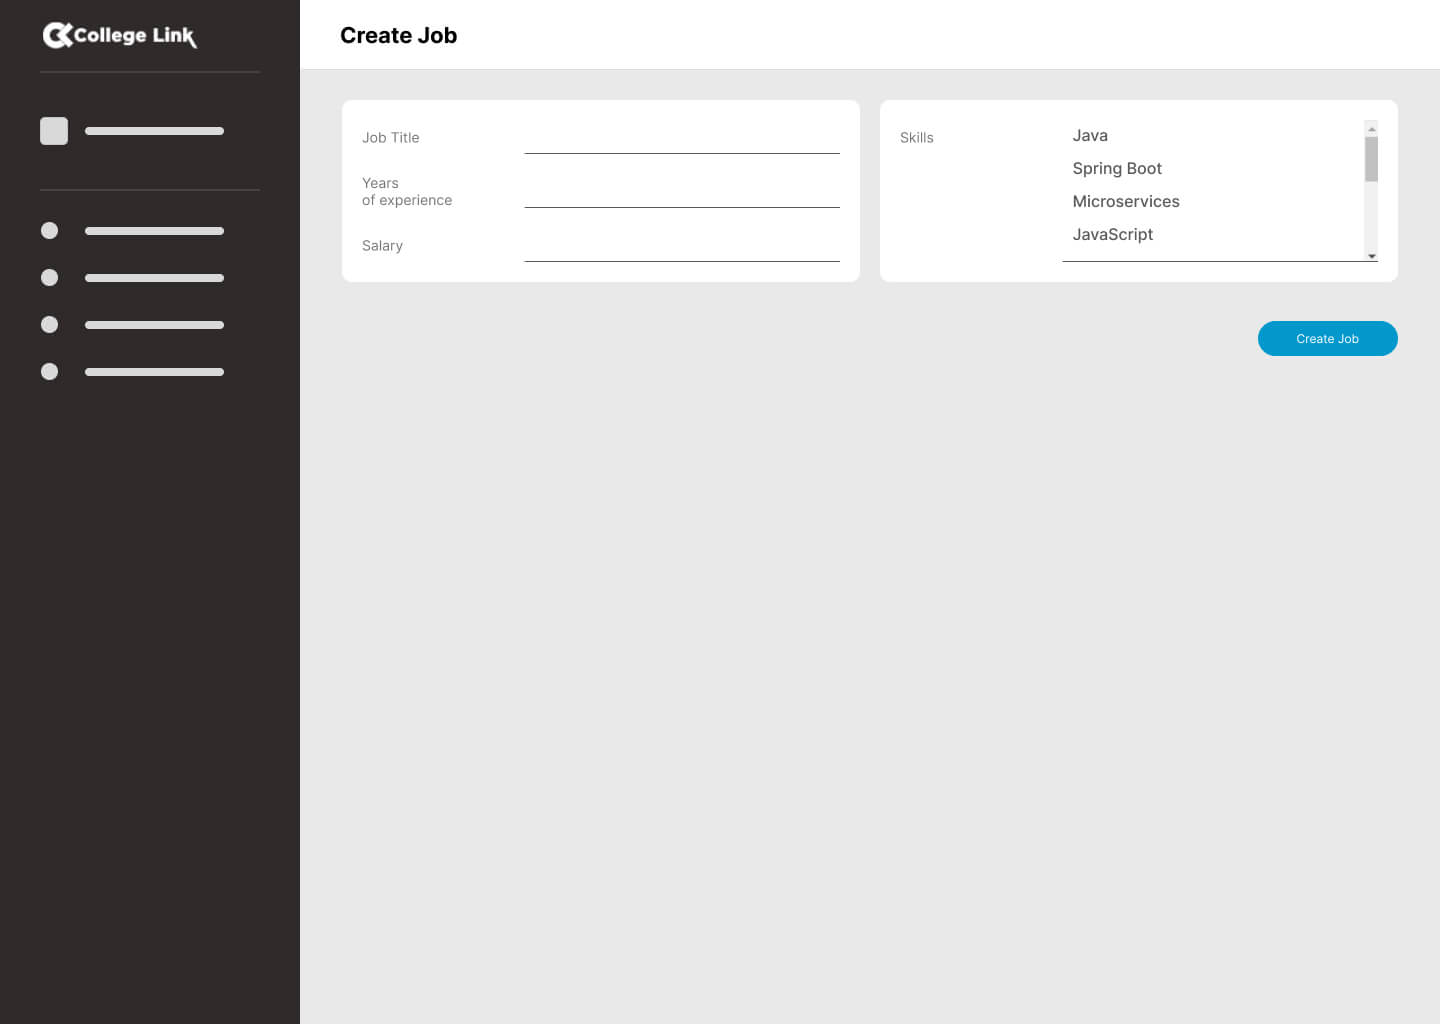 College Link
Create Job
Job Title
Years
of experience
Salary
Skills
Java
Spring Boot
Microservices
JavaScript
Create Job